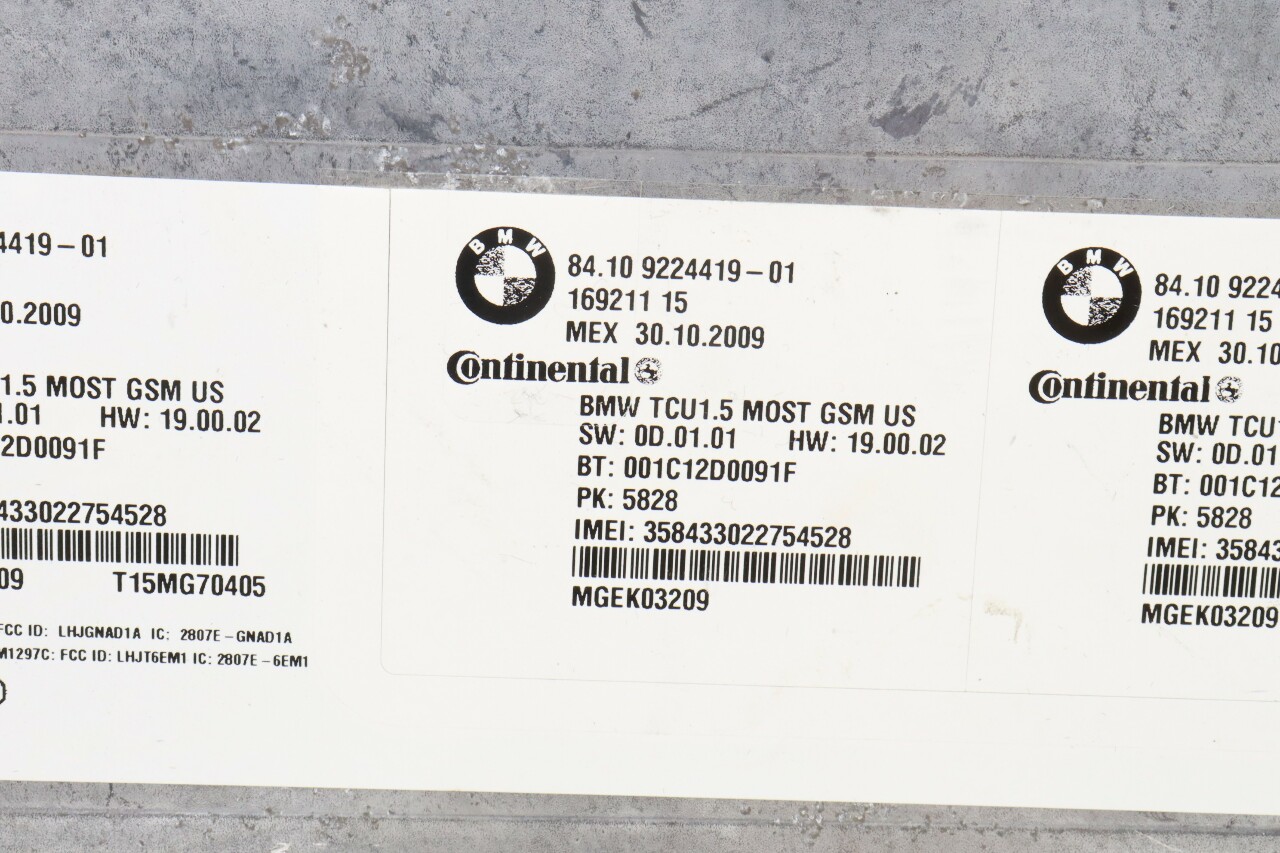 4419-01
0.2009
1.5 MOST GSM US
.01 HW: 19.00.02
2D0091F
433022754528
09 T15MG70405
FCC ID: LHJGNAD1A IC: 2807E-GNAD1A
M1297C: FCC ID: LHJT6EM1 IC: 2807E-6EM1
BMW
84.10 9224419-01
169211 15
MEX 30.10.2009
Continental
BMW TCU1.5 MOST GSM US
SW: 0D.01.01 HW: 19.00.02
BT: 001C12D0091F
PK: 5828
IMEI: 358433022754528
MGEK03209
BMW
84.10 9224
169211 15
MEX 30.10
Continental
BMW TCU1
SW: 0D.01
BT: 001C12
PK: 5828
IMEI: 35843
MGEK03209